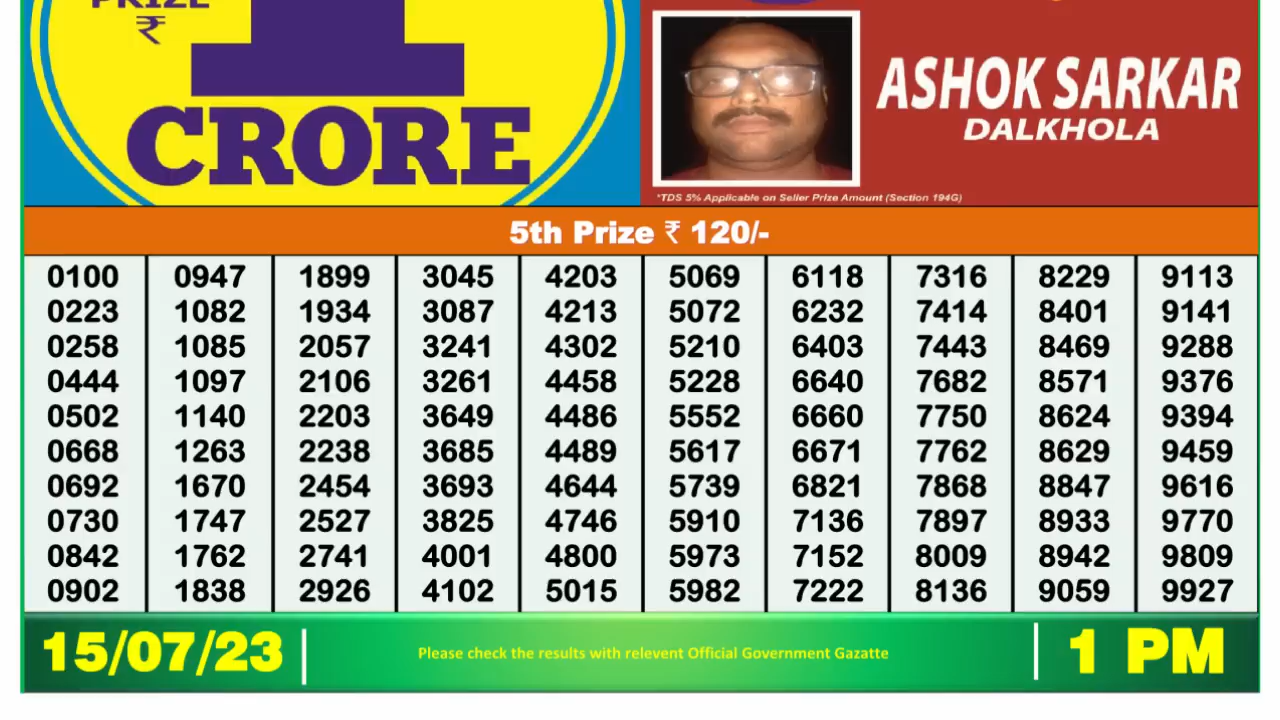 PRIZE
₹
1
CRORE
ASHOK SARKAR
DALKHOLA
*TDS 5% Applicable on Seller Prize Amount (Section 194G)
5th Prize ₹ 120/-
0100 0947 1899 3045 4203 5069 6118 7316 8229 9113
0223 1082 1934 3087 4213 5072 6232 7414 8401 9141
0258 1085 2057 3241 4302 5210 6403 7443 8469 9288
0444 1097 2106 3261 4458 5228 6640 7682 8571 9376
0502 1140 2203 3649 4486 5552 6660 7750 8624 9394
0668 1263 2238 3685 4489 5617 6671 7762 8629 9459
0692 1670 2454 3693 4644 5739 6821 7868 8847 9616
0730 1747 2527 3825 4746 5910 7136 7897 8933 9770
0842 1762 2741 4001 4800 5973 7152 8009 8942 9809
0902 1838 2926 4102 5015 5982 7222 8136 9059 9927
15/07/23 Please check the results with relevent Official Government Gazatte 1 PM